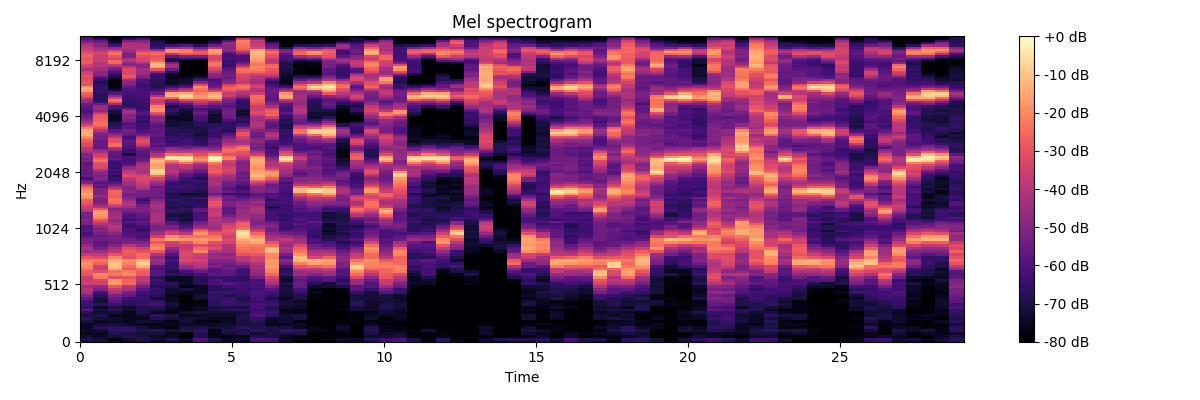 Mel spectrogram
Hz
8192
4096
2048
1024
512
0
0 5 10 15 20 25
Time
+0 dB
-10 dB
-20 dB
-30 dB
-40 dB
-50 dB
-60 dB
-70 dB
-80 dB